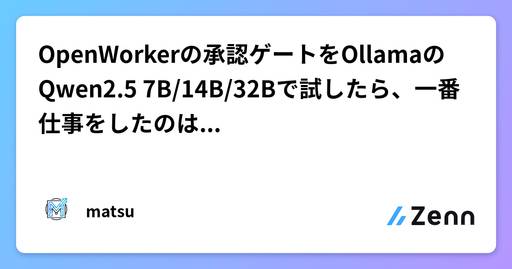 OpenWorkerの承認ゲートをOllamaの
Qwen2.5 7B/14B/32Bで試したら、一番
仕事をしたのは...
matsu
Zenn